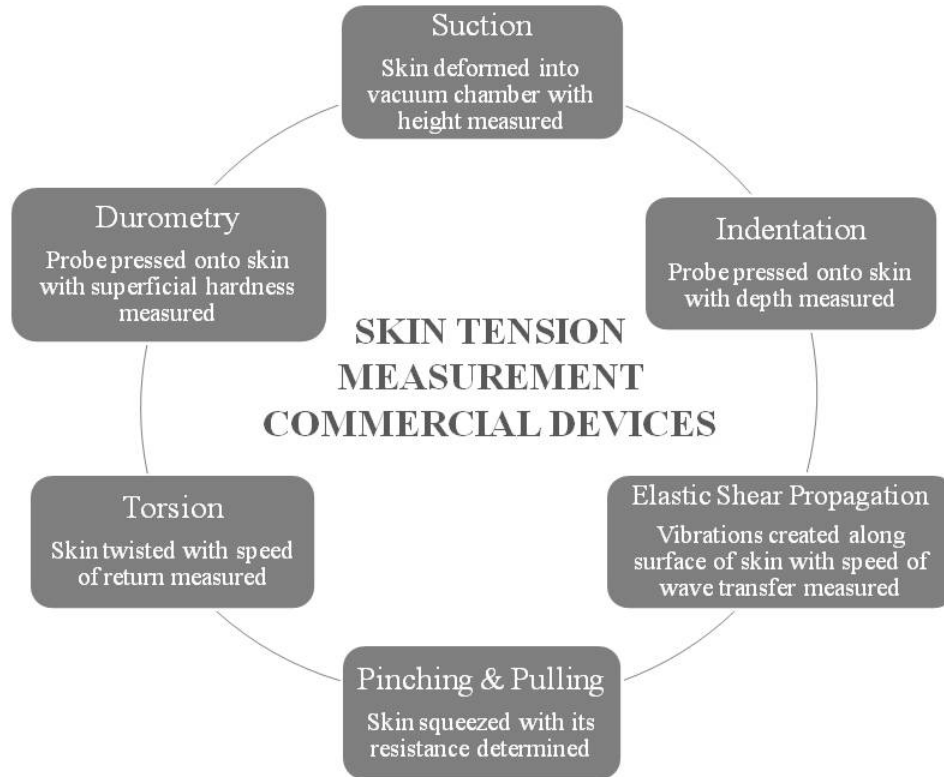 Suction
Skin deformed into
vacuum chamber with
height measured
Durometry
Probe pressed onto skin
with superficial hardness
measured
Indentation
Probe pressed onto skin
with depth measured
SKIN TENSION
MEASUREMENT
COMMERCIAL DEVICES
Torsion
Skin twisted with speed
of return measured
Elastic Shear Propagation
Vibrations created along
surface of skin with speed of
wave transfer measured
Pinching & Pulling
Skin squeezed with its
resistance determined